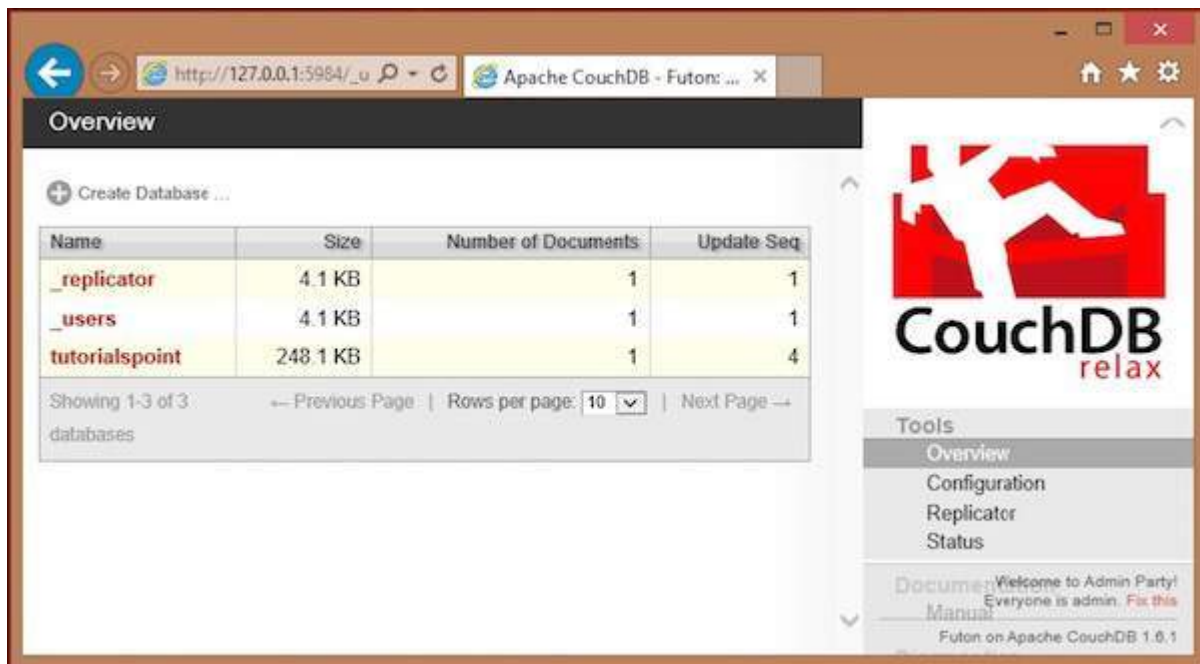 http://127.0.0.1:5984/_u
Apache CouchDB - Futon: ...
Overview
Create Database ...
Name Size Number of Documents Update Seq
_replicator 4.1 KB 1 1
_users 4.1 KB 1 1
tutorialspoint 248.1 KB 1 4
Showing 1-3 of 3 databases ← Previous Page | Rows per page: 10 | Next Page →
CouchDB
relax
Tools
Overview
Configuration
Replicator
Status
Documentation
Manual
Welcome to Admin Party!
Everyone is admin. Fix this
Futon on Apache CouchDB 1.6.1